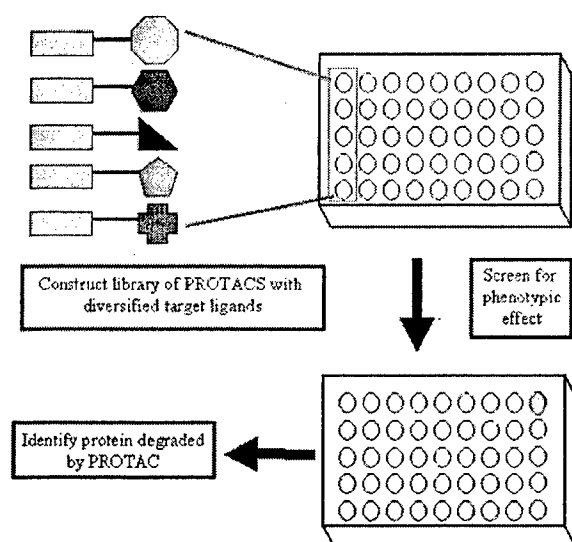 Construct library of PROTACS with
diversified target ligands
Screen for
phenotypic
effect
Identify protein degraded
by PROTAC